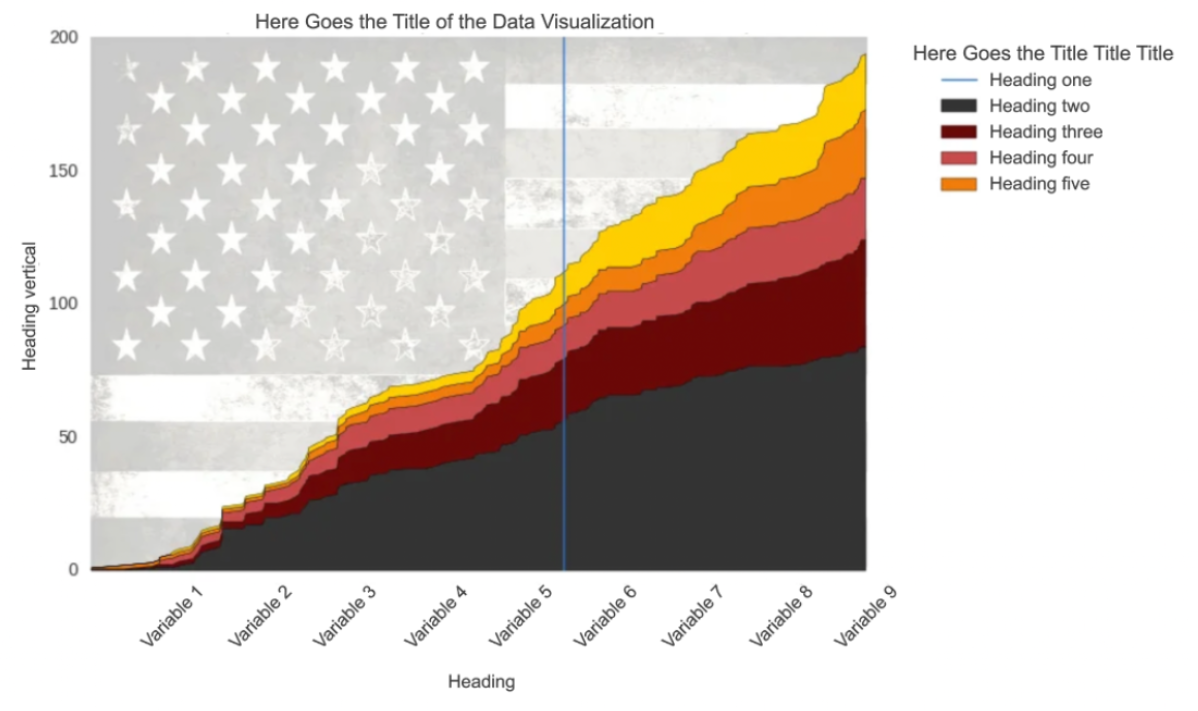 Here Goes the Title of the Data Visualization
200
150
100
50
0
Heading vertical
Variable 1
Variable 2
Variable 3
Variable 4
Variable 5
Variable 6
Variable 7
Variable 8
Variable 9
Heading
Here Goes the Title Title Title
Heading one
Heading two
Heading three
Heading four
Heading five